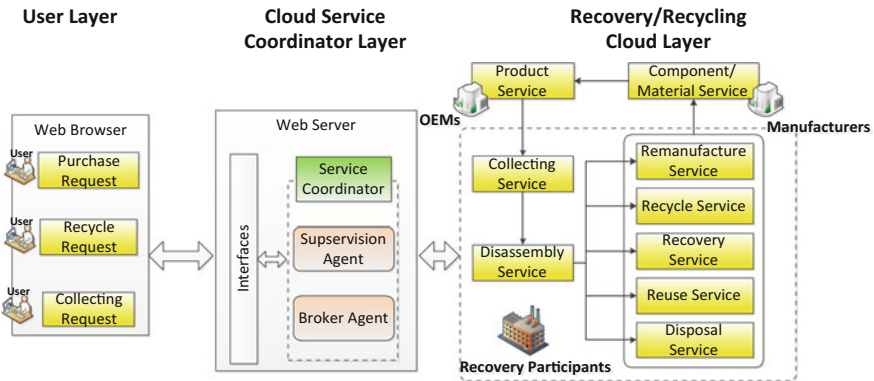 User Layer
Cloud Service
Coordinator Layer
Recovery/Recycling
Cloud Layer
Web Browser
User
Purchase
Request
User
Recycle
Request
User
Collecting
Request
Web Server
Interfaces
Service
Coordinator
Supservision
Agent
Broker Agent
Product
Service
Component/
Material Service
OEMs
Manufacturers
Collecting
Service
Disassembly
Service
Remanufacture
Service
Recycle Service
Recovery
Service
Reuse Service
Disposal
Service
Recovery Participants